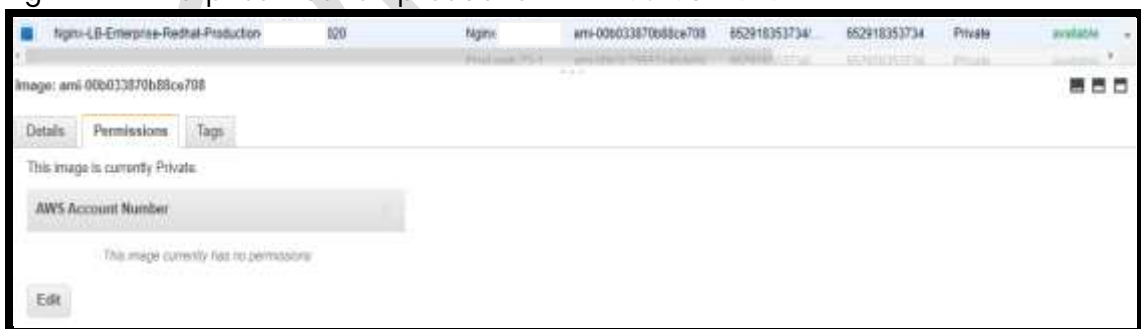 Nginx-LB-Enterprise-Redhat-Production 020 Nginx ami-00b033870b88ce708 652918353734/... 652918353734 Private available
Image: ami-00b033870b88ce708
Details Permissions Tags
This image is currently Private.
AWS Account Number
This image currently has no permissions
Edit